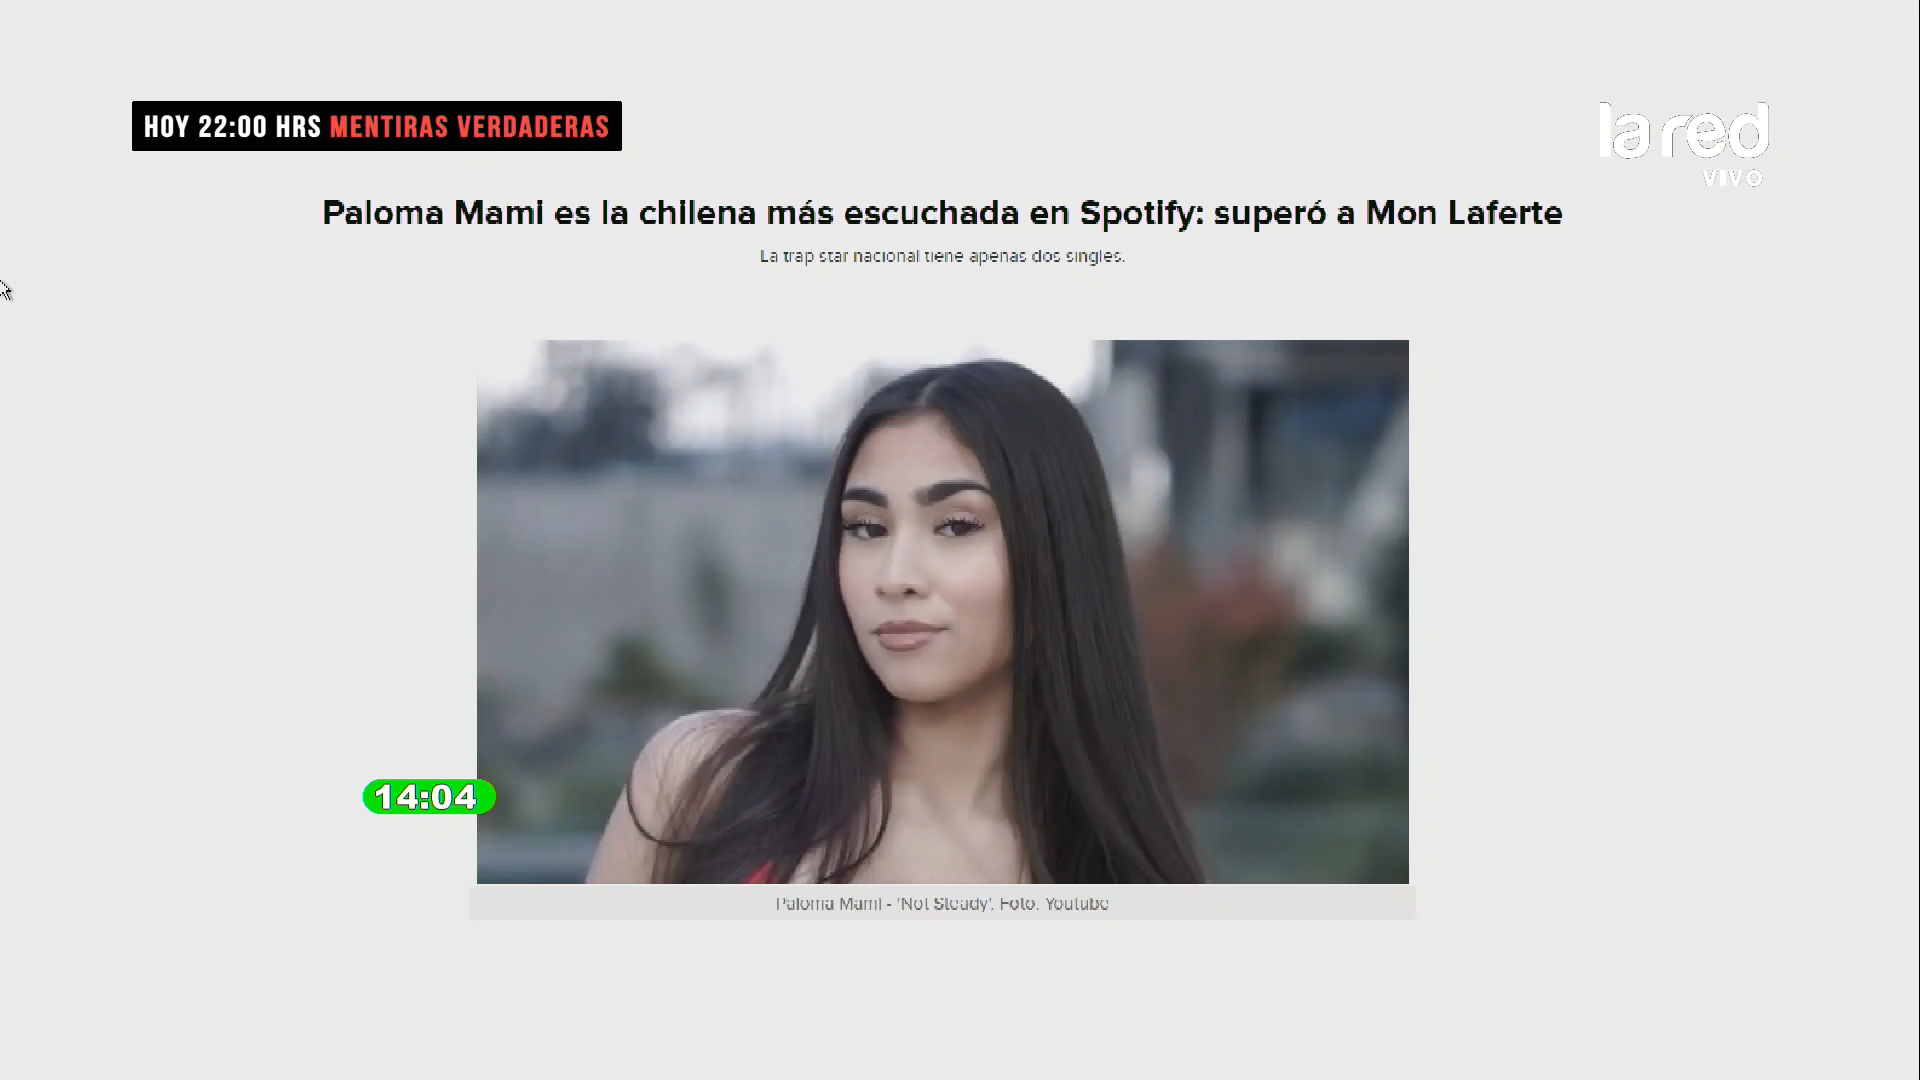 HOY 22:00 HRS MENTIRAS VERDADERAS
la red
VIVO
Paloma Mami es la chilena más escuchada en Spotify: superó a Mon Laferte
La trap star nacional tiene apenas dos singles.
14:04
Paloma Mami - 'Not Steady'. Foto: Youtube